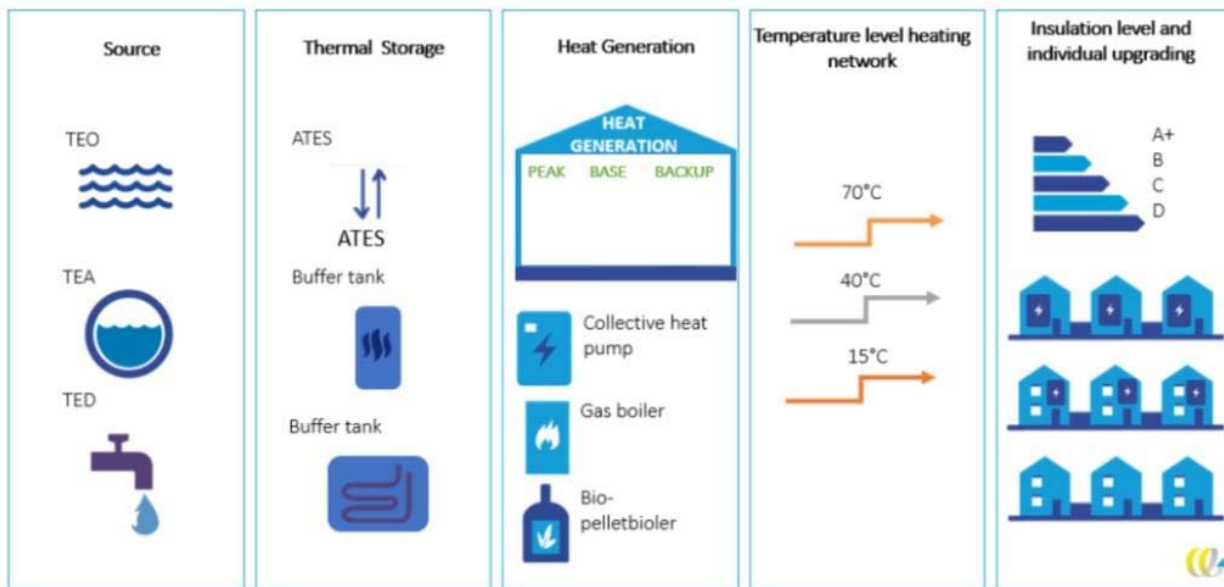 Source
TEO
TEA
TED
Thermal Storage
ATES
ATES
Buffer tank
Buffer tank
Heat Generation
HEAT
GENERATION
PEAK BASE BACKUP
Collective heat
pump
Gas boiler
Bio-
pelletbioler
Temperature level heating
network
70°C
40°C
15°C
Insulation level and
individual upgrading
A+
B
C
D